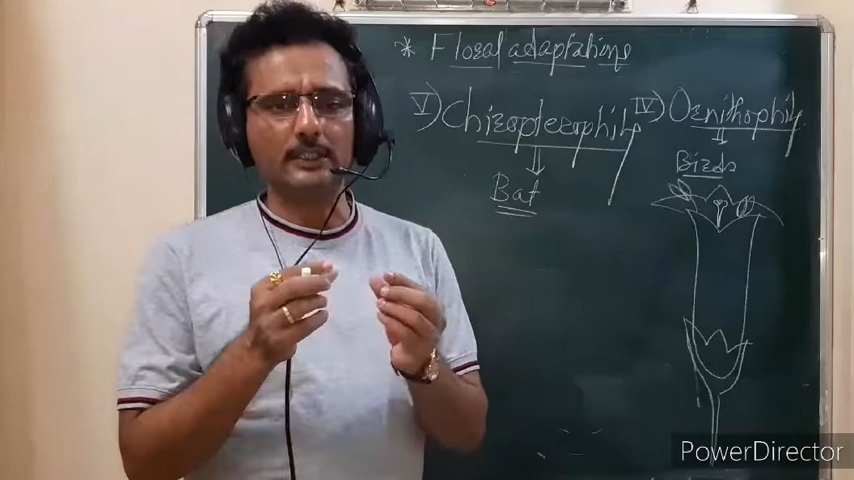 * Floral adaptations
V) Chiropterophily
Bat
IV) Ornithophily
Birds
PowerDirector